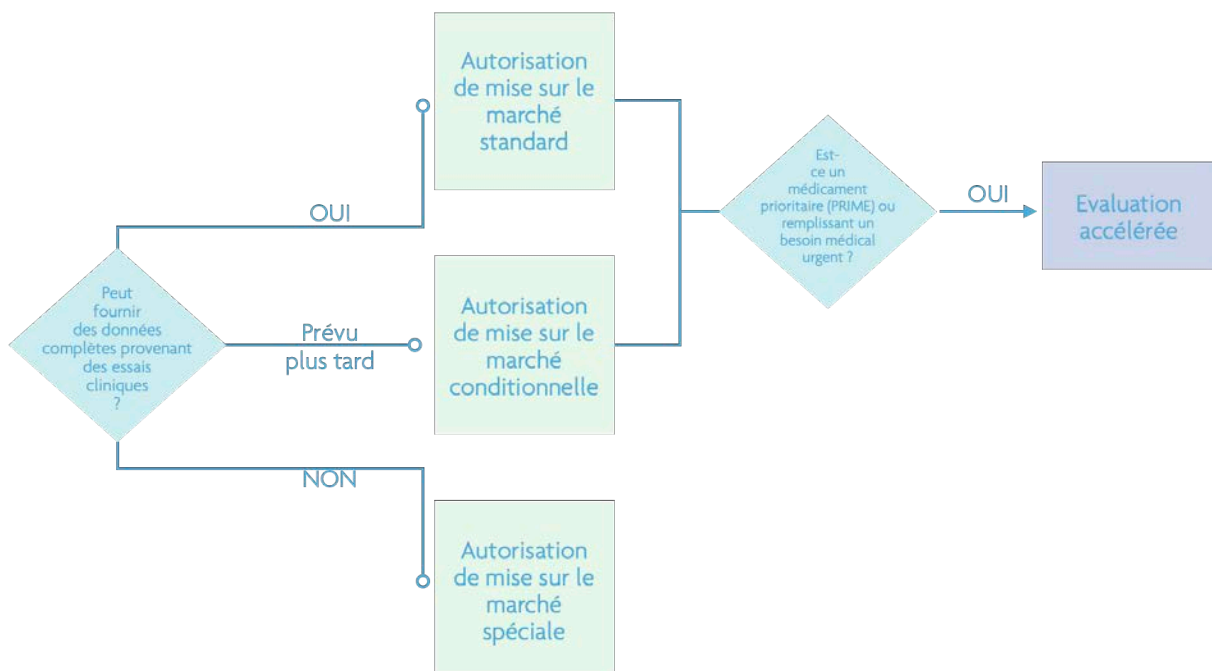 Peut
fournir
des données
complètes provenant
des essais
cliniques
?
OUI
Prévu
plus tard
NON
Autorisation
de mise sur le
marché
standard
Autorisation
de mise sur le
marché
conditionnelle
Autorisation
de mise sur le
marché
spéciale
Est-
ce un
médicament
prioritaire (PRIME) ou
remplissant un
besoin médical
urgent ?
OUI
Evaluation
accélérée